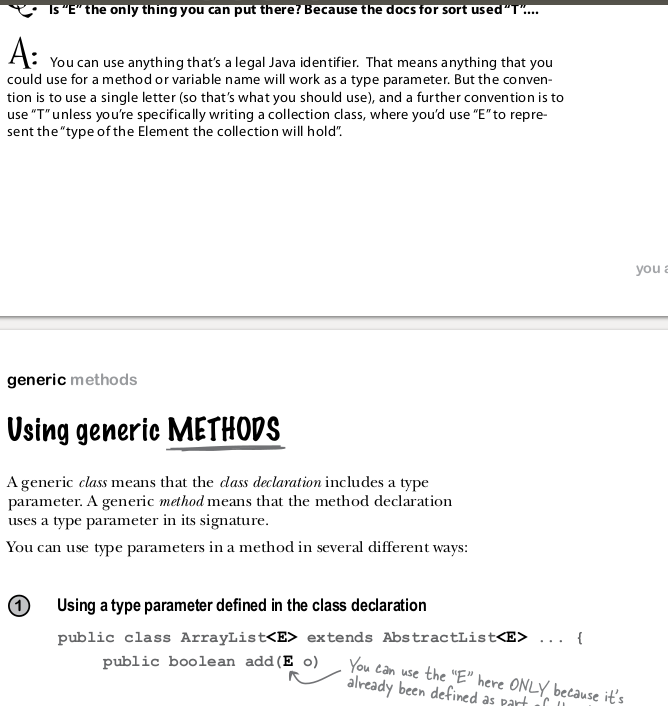 Is “E” the only thing you can put there? Because the docs for sort used “T”....
A: You can use anything that’s a legal Java identifier. That means anything that you
could use for a method or variable name will work as a type parameter. But the conven-
tion is to use a single letter (so that’s what you should use), and a further convention is to
use “T” unless you’re specifically writing a collection class, where you’d use “E” to repre-
sent the “type of the Element the collection will hold”.
you a
generic methods
Using generic METHODS
A generic class means that the class declaration includes a type
parameter. A generic method means that the method declaration
uses a type parameter in its signature.
You can use type parameters in a method in several different ways:
1 Using a type parameter defined in the class declaration
public class ArrayList<E> extends AbstractList<E> ... {
public boolean add(E o)
You can use the “E” here ONLY because it’s
already been defined as part of